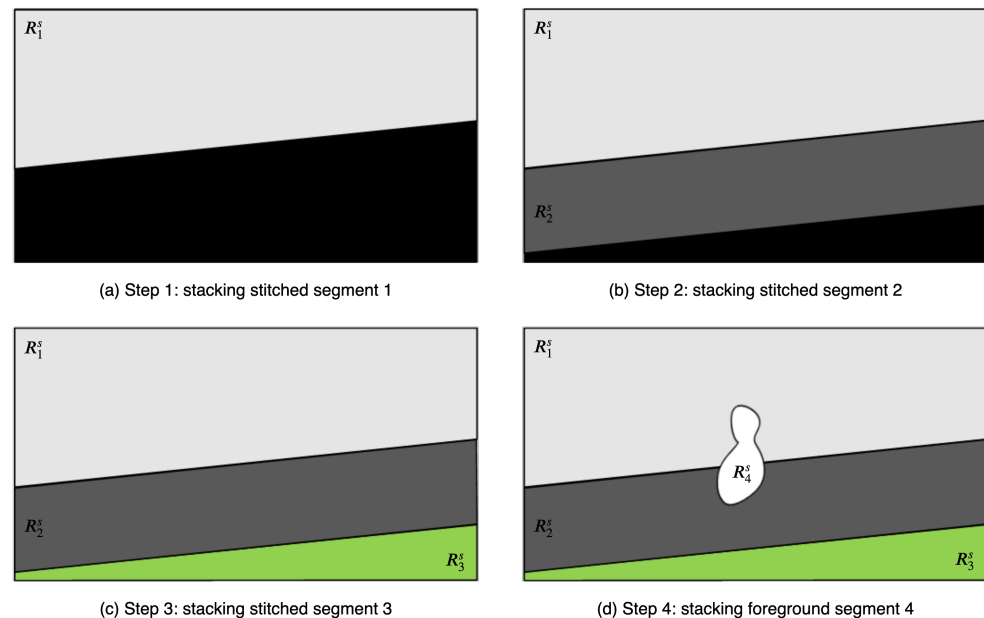 R₁ˢ
R₁ˢ
R₂ˢ
(a) Step 1: stacking stitched segment 1
(b) Step 2: stacking stitched segment 2
R₁ˢ
R₁ˢ
R₄ˢ
R₂ˢ
R₂ˢ
R₃ˢ
R₃ˢ
(c) Step 3: stacking stitched segment 3
(d) Step 4: stacking foreground segment 4